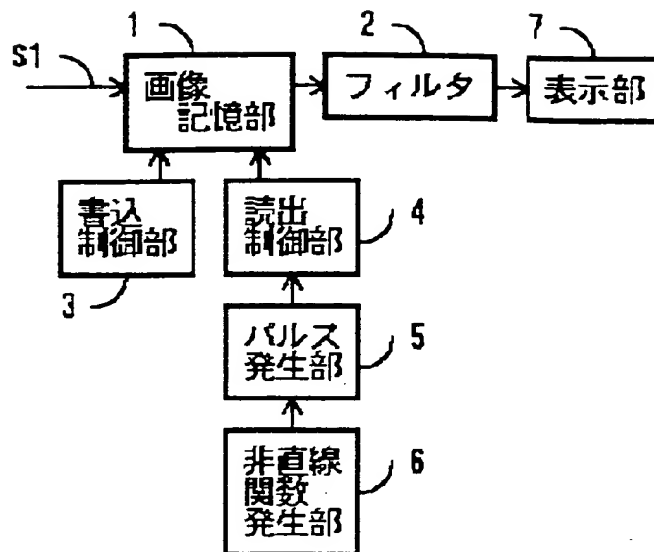 1
2
7
S1
画像
記憶部
フィルタ
表示部
書込
制御部
読出
制御部
4
3
パルス
発生部
5
非直線
関数
発生部
6